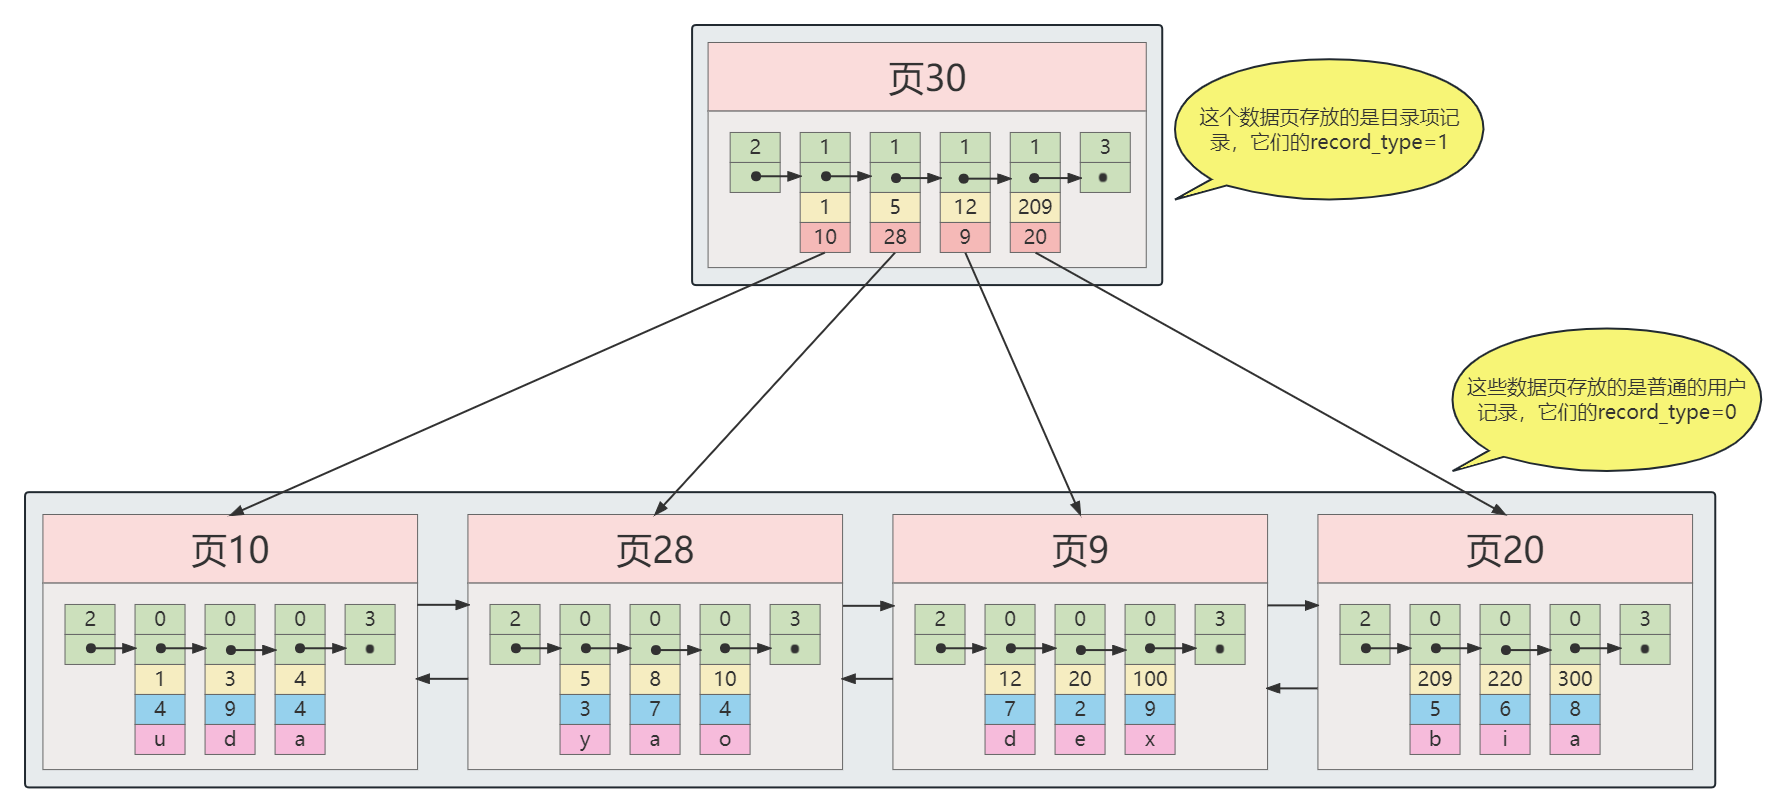 页30
这个数据页存放的是目录项记
录，它们的record_type=1
2 1 1 1 1 3
1 5 12 209
10 28 9 20
这些数据页存放的是普通的用户
记录，它们的record_type=0
页10
2 0 0 0 3
1 3 4
4 9 4
u d a
页28
2 0 0 0 3
5 8 10
3 7 4
y a o
页9
2 0 0 0 3
12 20 100
7 2 9
d e x
页20
2 0 0 0 3
209 220 300
5 6 8
b i a